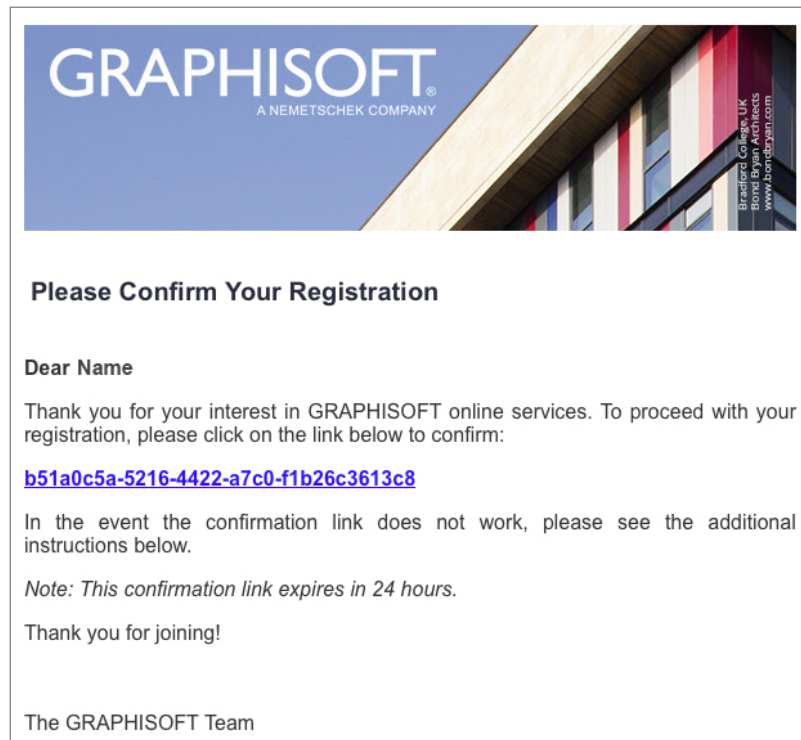 GRAPHISOFT®
A NEMETSCHEK COMPANY
Bradford College, UK
Bond Bryan Architects
www.bondbryan.com
Please Confirm Your Registration
Dear Name
Thank you for your interest in GRAPHISOFT online services. To proceed with your
registration, please click on the link below to confirm:
b51a0c5a-5216-4422-a7c0-f1b26c3613c8
In the event the confirmation link does not work, please see the additional
instructions below.
Note: This confirmation link expires in 24 hours.
Thank you for joining!
The GRAPHISOFT Team